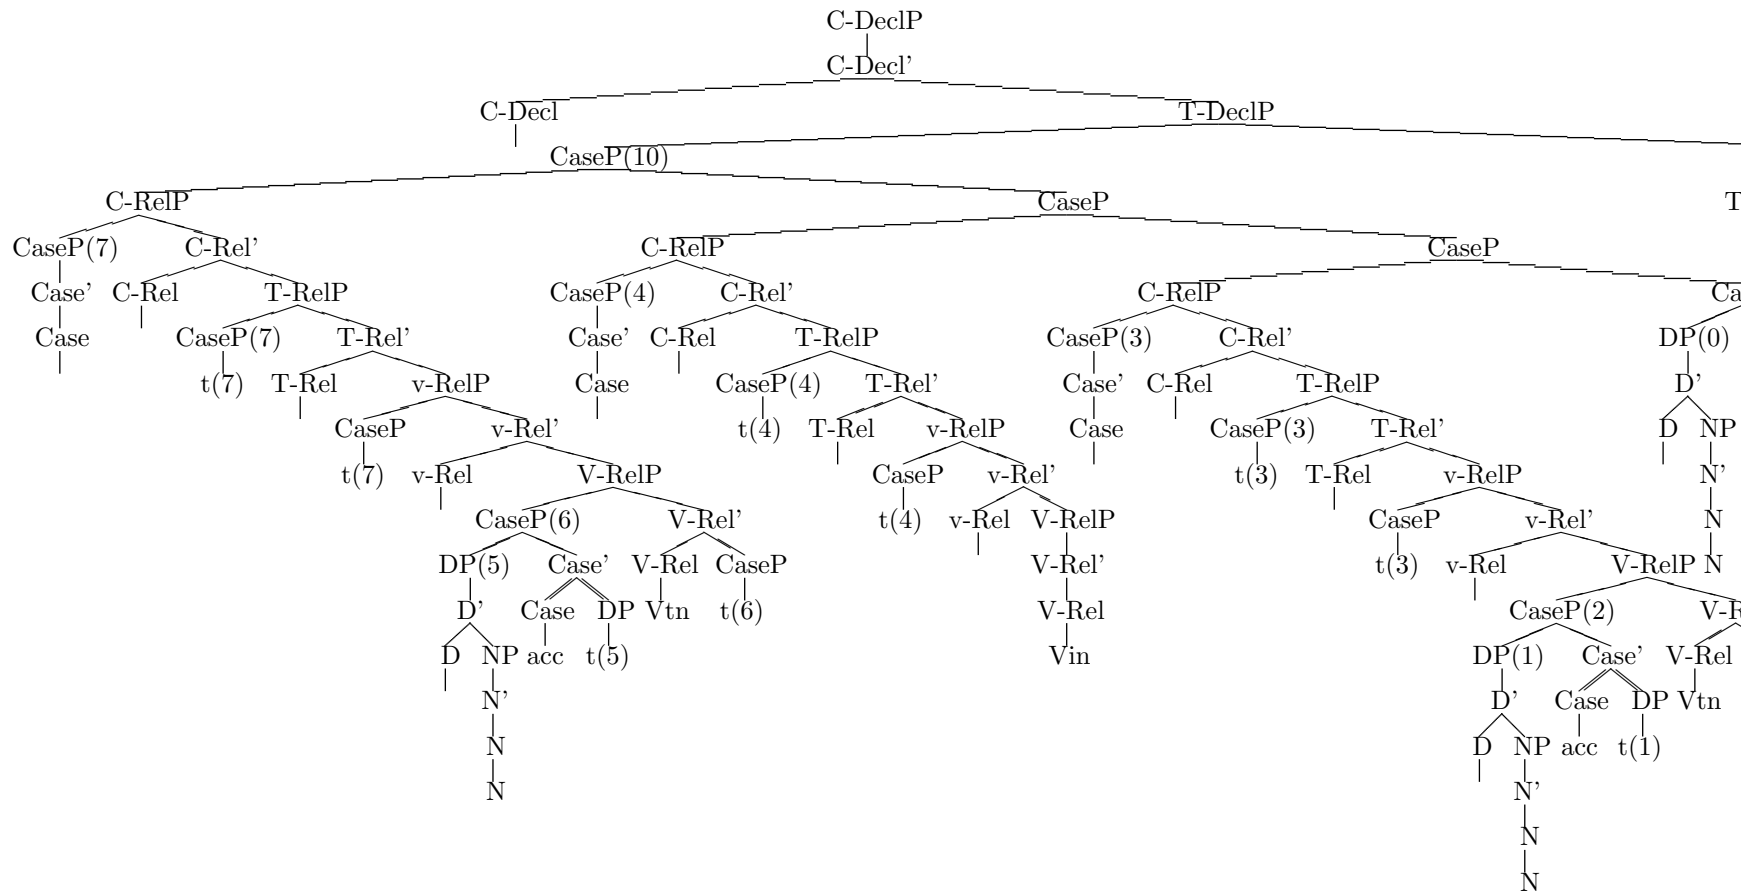 C-DeclP
C-Decl'
C-Decl T-DeclP
CaseP(10)
C-RelP CaseP T
CaseP(7) C-Rel' C-RelP CaseP
Case' C-Rel T-RelP CaseP(4) C-Rel' C-RelP Ca
Case CaseP(7) T-Rel' Case' C-Rel T-RelP CaseP(3) C-Rel' DP(0)
t(7) T-Rel v-RelP Case CaseP(4) T-Rel' Case' C-Rel T-RelP D'
CaseP v-Rel' t(4) T-Rel v-RelP Case CaseP(3) T-Rel' D NP
t(7) v-Rel V-RelP CaseP v-Rel' t(3) T-Rel v-RelP N'
CaseP(6) V-Rel' t(4) v-Rel V-RelP CaseP v-Rel' N
DP(5) Case' V-Rel CaseP V-Rel' t(3) v-Rel V-RelP N
D' Case DP Vtn t(6) V-Rel CaseP(2) V-R
D NP acc t(5) Vin DP(1) Case' V-Rel
N' D' Case DP Vtn
N D NP acc t(1)
N N'
N
N